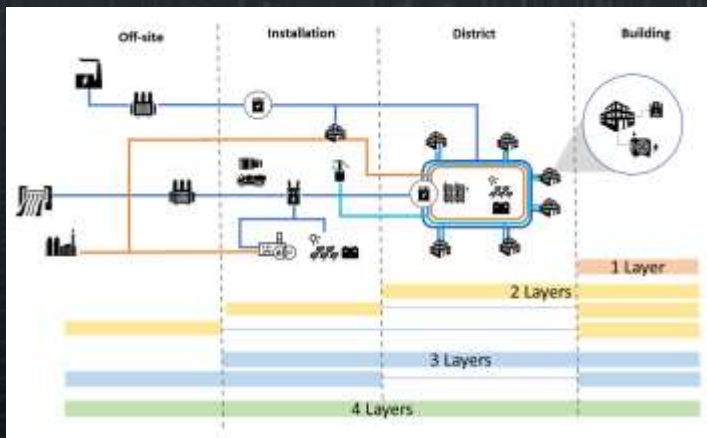 Off-site Installation District Building
1 Layer
2 Layers
3 Layers
4 Layers